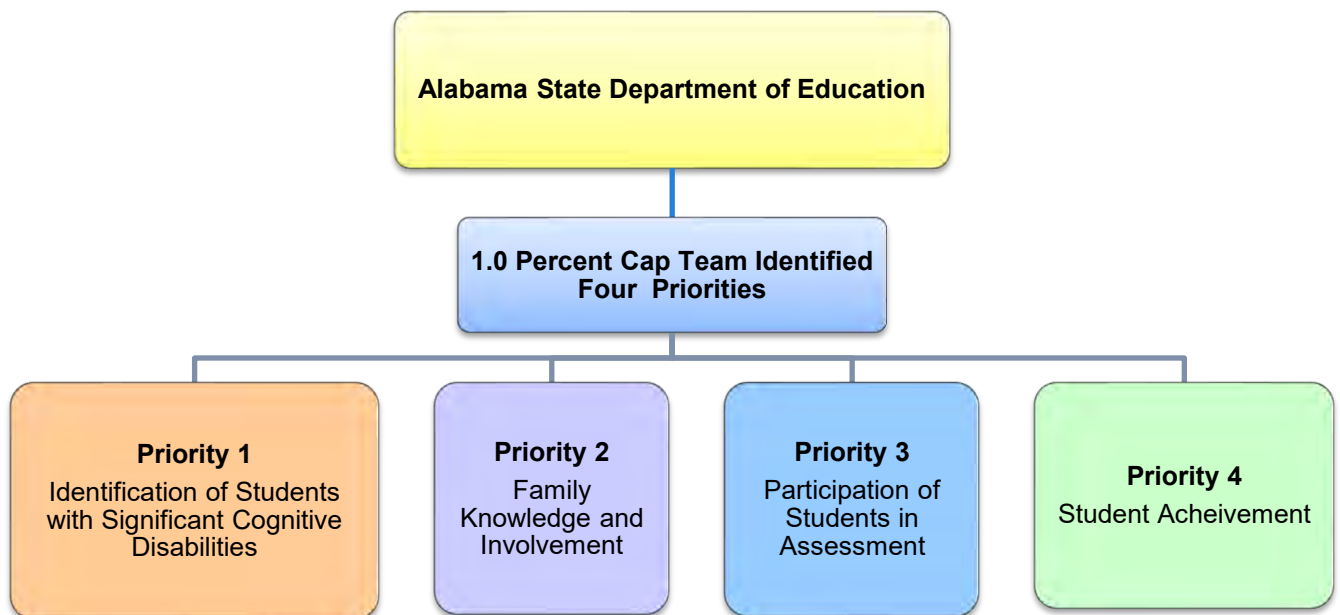 Alabama State Department of Education
1.0 Percent Cap Team Identified
Four Priorities
Priority 1
Identification of Students
with Significant Cognitive
Disabilities
Priority 2
Family
Knowledge and
Involvement
Priority 3
Participation of
Students in
Assessment
Priority 4
Student Acheivement